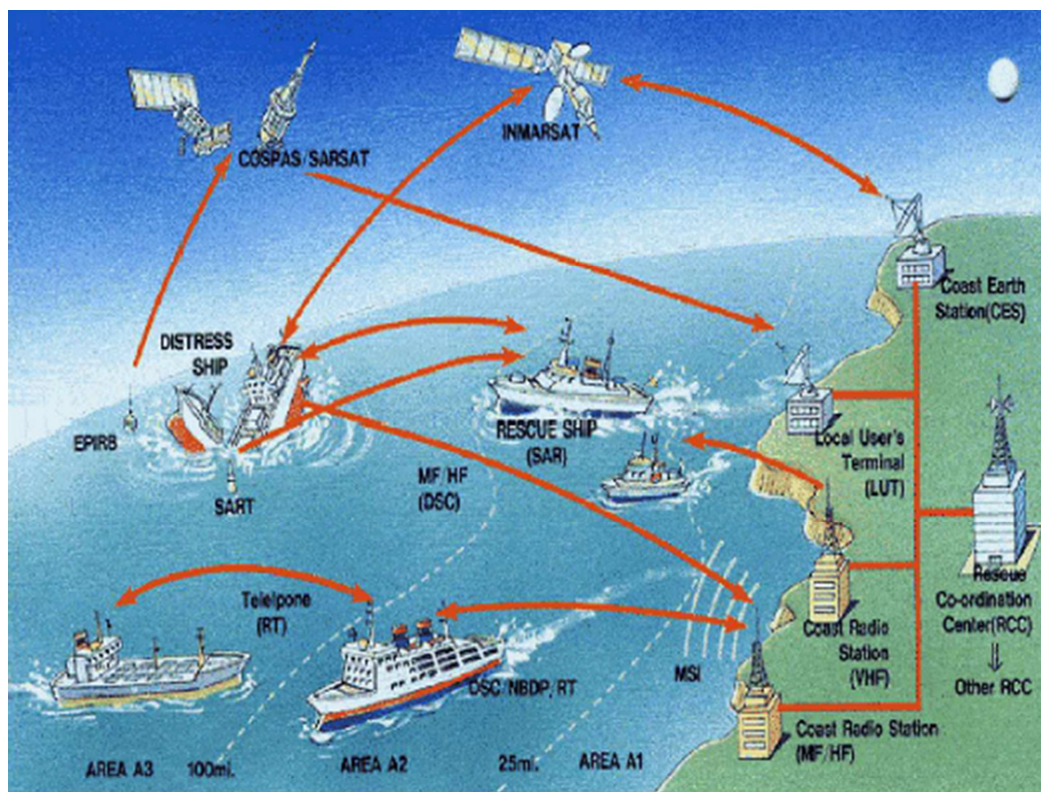 INMARSAT
COSPAS/SARSAT
Coast Earth
Station(CES)
DISTRESS
SHIP
EPIRB
SART
RESCUE SHIP
(SAR)
MF/HF
(DSC)
Local User's
Terminal
(LUT)
Rescue
Co-ordination
Center(RCC)
Other RCC
Telelpone
(RT)
Coast Radio
Station
(VHF)
DSC/NBDP, RT
MSI
Coast Radio Station
(MF/HF)
AREA A3
100mi.
AREA A2
25mi.
AREA A1